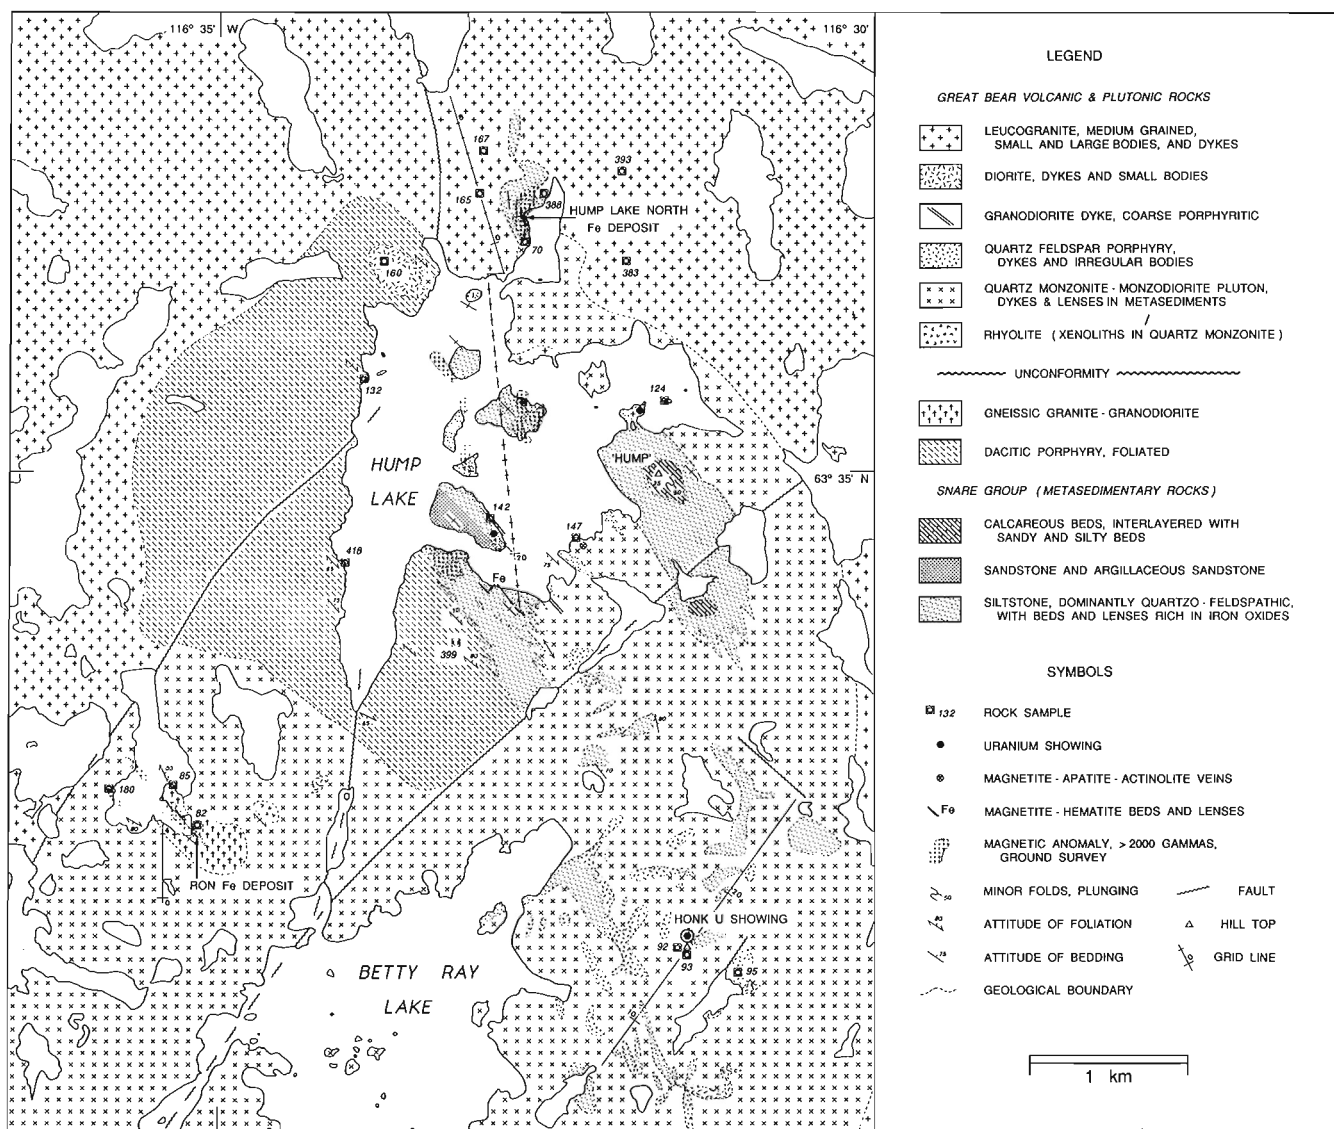 116° 35' W
116° 30'
167
393
165
388
HUMP LAKE NORTH
Fe DEPOSIT
70
160
383
132
124
'HUMP'
HUMP
LAKE
63° 35' N
142
147
418
70
75
Fe
399
85
180
82
RON Fe DEPOSIT
HONK U SHOWING
92
93
95
BETTY RAY
LAKE
LEGEND
GREAT BEAR VOLCANIC & PLUTONIC ROCKS
LEUCOGRANITE, MEDIUM GRAINED,
SMALL AND LARGE BODIES, AND DYKES
DIORITE, DYKES AND SMALL BODIES
GRANODIORITE DYKE, COARSE PORPHYRITIC
QUARTZ FELDSPAR PORPHYRY,
DYKES AND IRREGULAR BODIES
QUARTZ MONZONITE - MONZODIORITE PLUTON,
DYKES & LENSES IN METASEDIMENTS
RHYOLITE ( XENOLITHS IN QUARTZ MONZONITE )
UNCONFORMITY
GNEISSIC GRANITE - GRANODIORITE
DACITIC PORPHYRY, FOLIATED
SNARE GROUP ( METASEDIMENTARY ROCKS )
CALCAREOUS BEDS, INTERLAYERED WITH
SANDY AND SILTY BEDS
SANDSTONE AND ARGILLACEOUS SANDSTONE
SILTSTONE, DOMINANTLY QUARTZO - FELDSPATHIC,
WITH BEDS AND LENSES RICH IN IRON OXIDES
SYMBOLS
132 ROCK SAMPLE
URANIUM SHOWING
MAGNETITE - APATITE - ACTINOLITE VEINS
Fe MAGNETITE - HEMATITE BEDS AND LENSES
MAGNETIC ANOMALY, > 2000 GAMMAS,
GROUND SURVEY
50 MINOR FOLDS, PLUNGING FAULT
ATTITUDE OF FOLIATION HILL TOP
75 ATTITUDE OF BEDDING 0 GRID LINE
GEOLOGICAL BOUNDARY
1 km